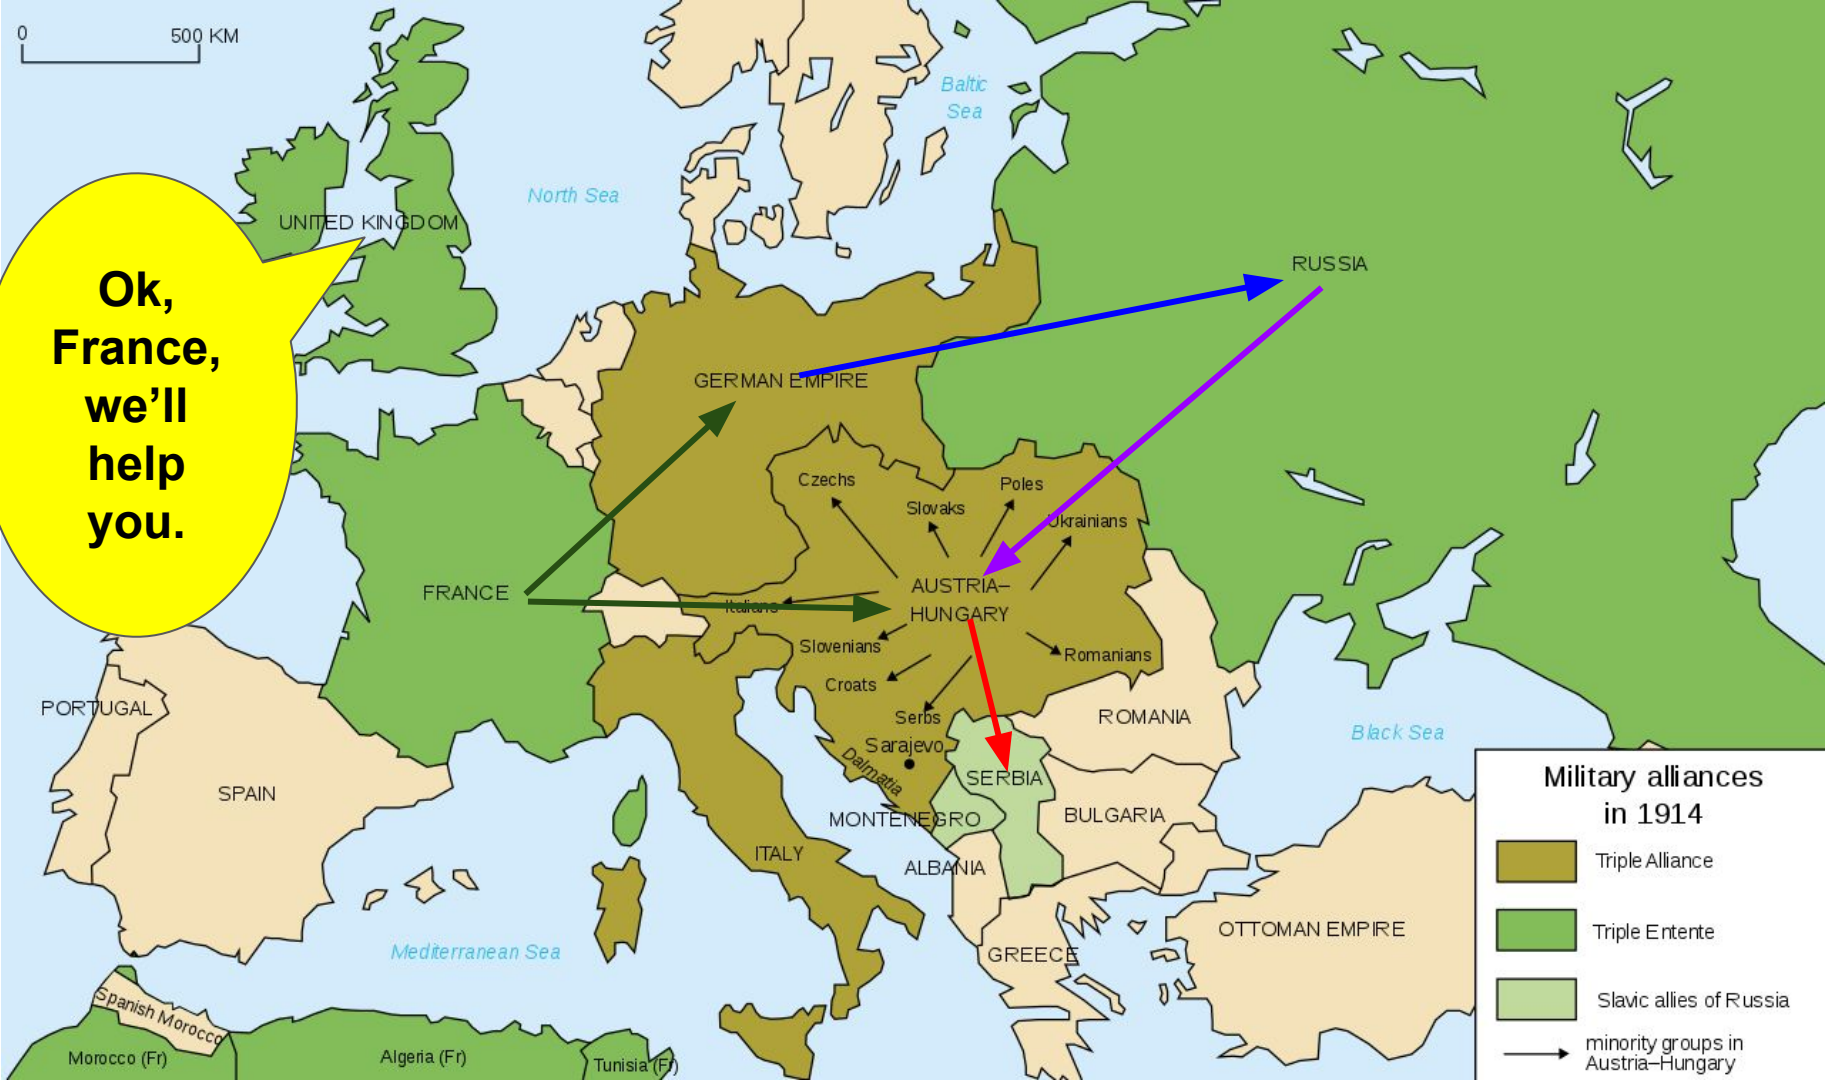 0 500 KM
Baltic
Sea
North Sea
UNITED KINGDOM
Ok,
France,
we’ll
help
you.
RUSSIA
GERMAN EMPIRE
Czechs
Poles
Slovaks
Ukrainians
FRANCE
AUSTRIA–
HUNGARY
Italians
Slovenians
Romanians
Croats
Serbs
Sarajevo
Dalmatia
PORTUGAL
SPAIN
ROMANIA
Black Sea
SERBIA
MONTENEGRO
BULGARIA
ITALY
ALBANIA
GREECE
OTTOMAN EMPIRE
Mediterranean Sea
Spanish Morocco
Morocco (Fr)
Algeria (Fr)
Tunisia (Fr)
Military alliances
in 1914
Triple Alliance
Triple Entente
Slavic allies of Russia
minority groups in
Austria–Hungary